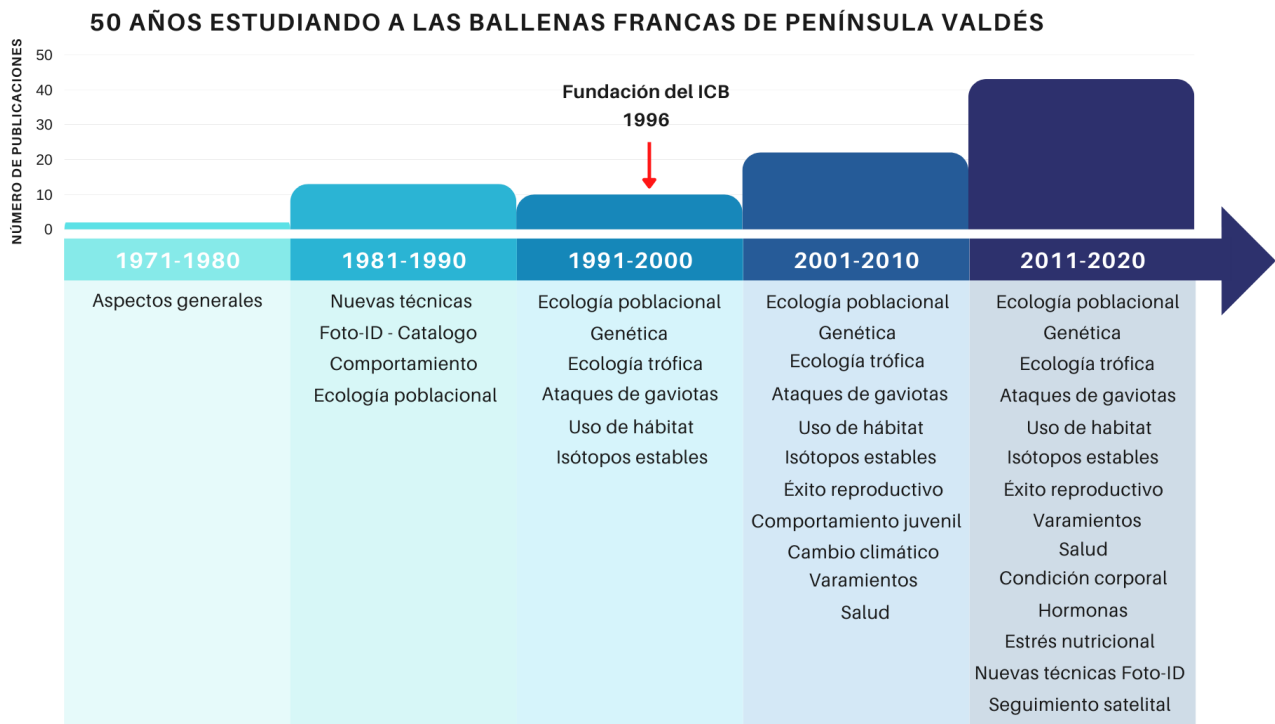 50 AÑOS ESTUDIANDO A LAS BALLENAS FRANCAS DE PENÍNSULA VALDÉS
NÚMERO DE PUBLICACIONES
50
40
30
20
10
0
Fundación del ICB
1996
1971-1980
Aspectos generales
1981-1990
Nuevas técnicas
Foto-ID - Catalogo
Comportamiento
Ecología poblacional
1991-2000
Ecología poblacional
Genética
Ecología trófica
Ataques de gaviotas
Uso de hábitat
Isótopos estables
2001-2010
Ecología poblacional
Genética
Ecología trófica
Ataques de gaviotas
Uso de hábitat
Isótopos estables
Éxito reproductivo
Comportamiento juvenil
Cambio climático
Varamientos
Salud
2011-2020
Ecología poblacional
Genética
Ecología trófica
Ataques de gaviotas
Uso de habitat
Isótopos estables
Éxito reproductivo
Varamientos
Salud
Condición corporal
Hormonas
Estrés nutricional
Nuevas técnicas Foto-ID
Seguimiento satelital